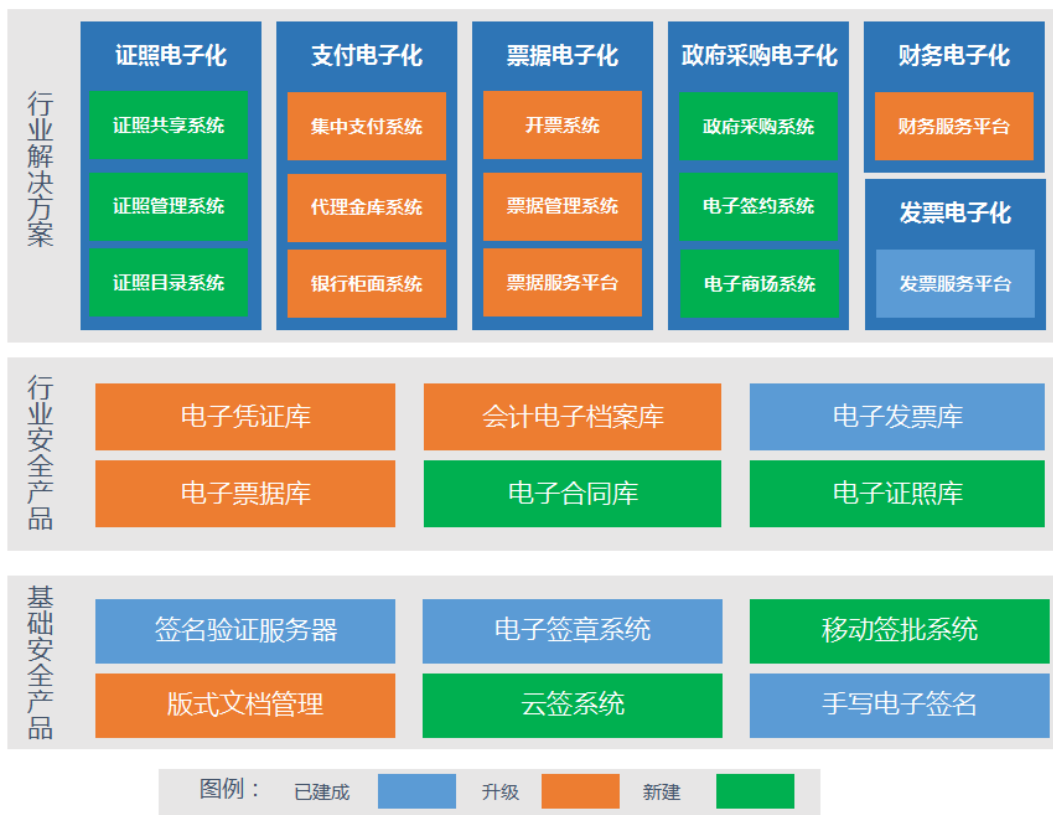 行业解决方案
证照电子化
证照共享系统
证照管理系统
证照目录系统
支付电子化
集中支付系统
代理金库系统
银行柜面系统
票据电子化
开票系统
票据管理系统
票据服务平台
政府采购电子化
政府采购系统
电子签约系统
电子商场系统
财务电子化
财务服务平台
发票电子化
发票服务平台
行业安全产品
电子凭证库
会计电子档案库
电子发票库
电子票据库
电子合同库
电子证照库
基础安全产品
签名验证服务器
电子签章系统
移动签批系统
版式文档管理
云签系统
手写电子签名
图例： 已建成 升级 新建